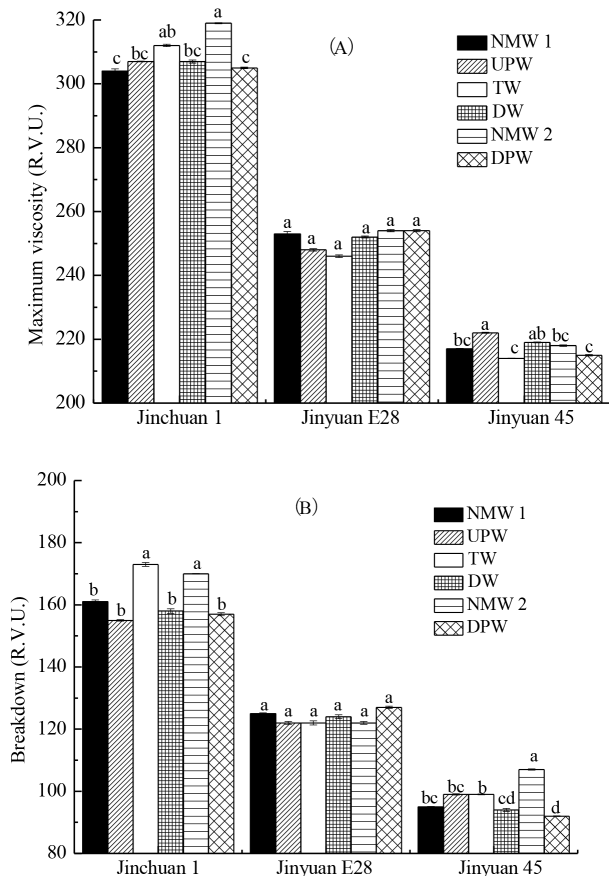 (A)
NMW 1
UPW
TW
DW
NMW 2
DPW
Maximum viscosity (R.V.U.)
320
300
280
260
240
220
200
c bc ab bc a c
a a a a a a
bc a c ab bc c
Jinchuan 1 Jinyuan E28 Jinyuan 45
(B)
NMW 1
UPW
TW
DW
NMW 2
DPW
Breakdown (R.V.U.)
200
180
160
140
120
100
80
b b a b a b
a a a a a a
bc bc b cd a d
Jinchuan 1 Jinyuan E28 Jinyuan 45